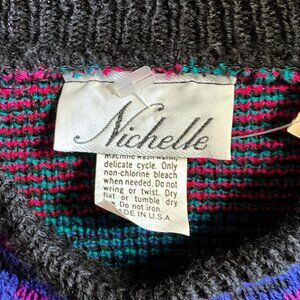 Nichelle
Machine wash warm,
delicate cycle. Only
non-chlorine bleach
when needed. Do not
wring or twist. Dry
flat or tumble dry
Do not iron.
MADE IN U.S.A.